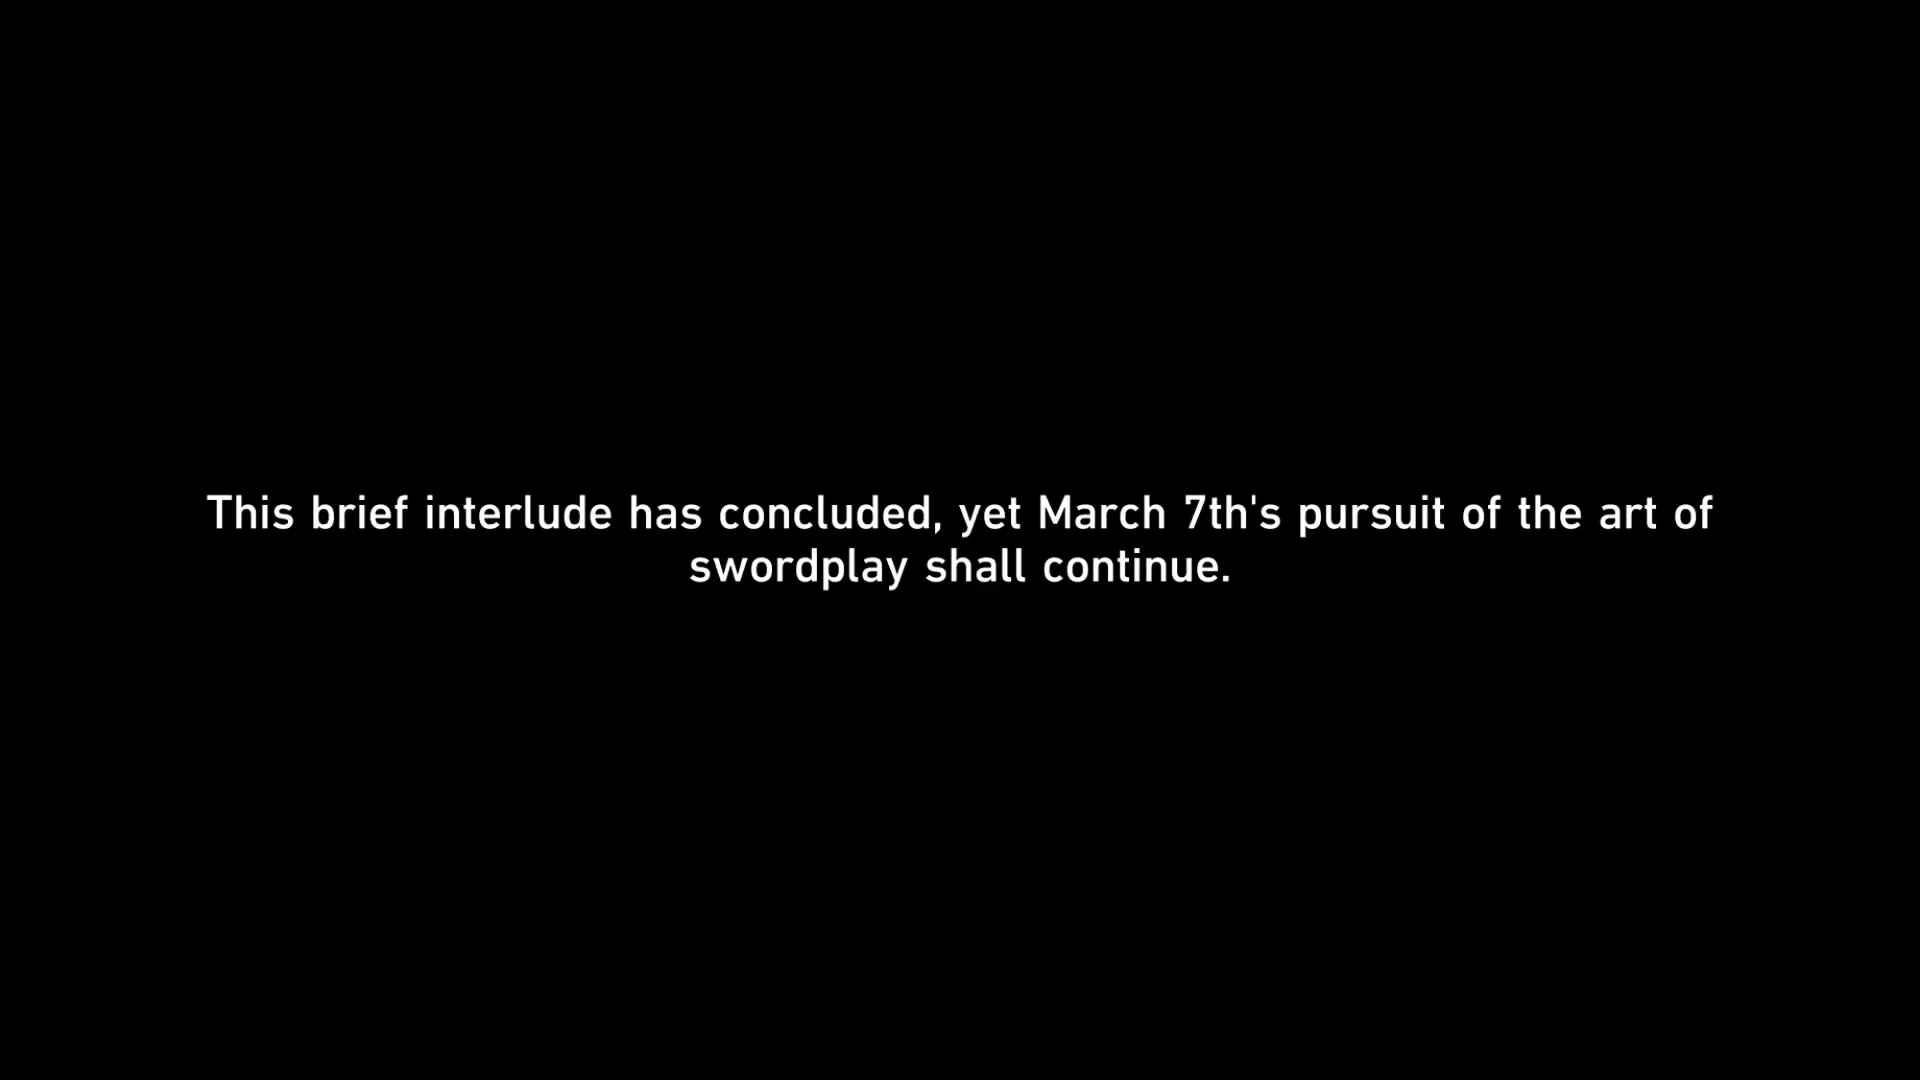 This brief interlude has concluded, yet March 7th's pursuit of the art of
swordplay shall continue.